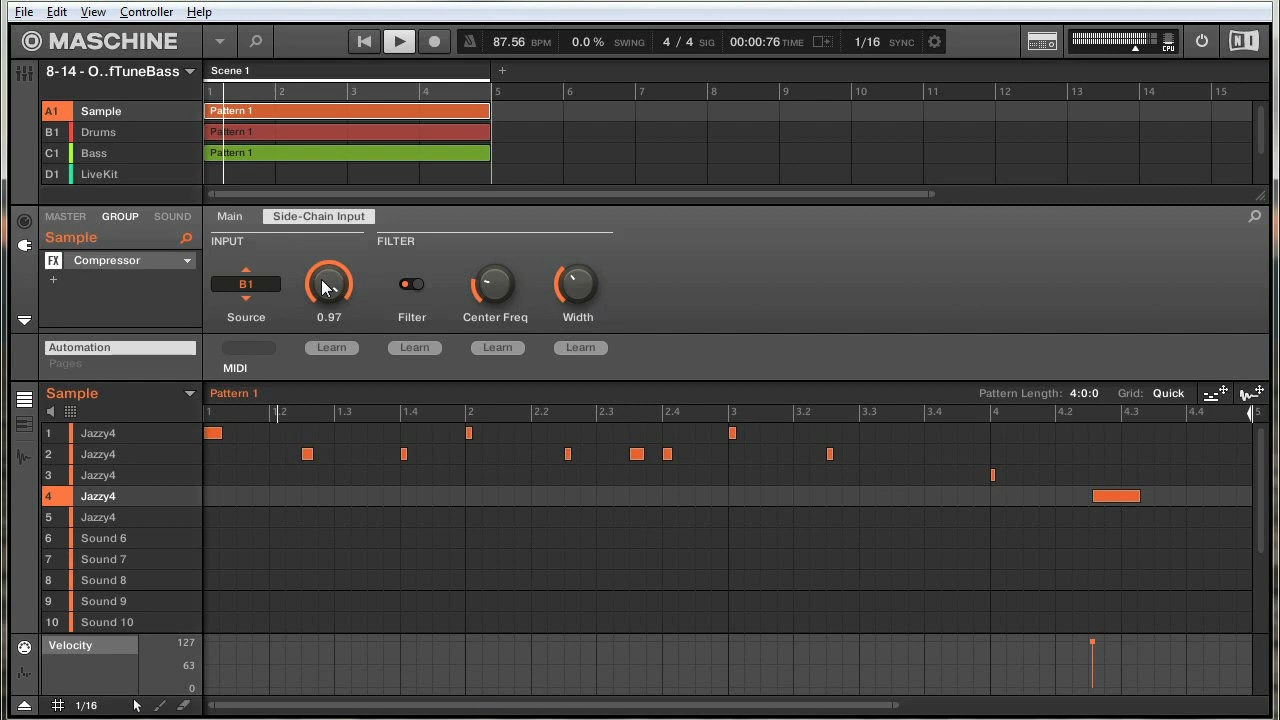 File Edit View Controller Help
MASCHINE 87.56 BPM 0.0 % SWING 4 / 4 SIG 00:00:76 TIME 1/16 SYNC CPU
8-14 - O..fTuneBass Scene 1 +
1 2 3 4 5 6 7 8 9 10 11 12 13 14 15
A1 Sample Pattern 1
B1 Drums Pattern 1
C1 Bass Pattern 1
D1 LiveKit
MASTER GROUP SOUND Main Side-Chain Input
Sample INPUT FILTER
FX Compressor
+
B1
Source 0.97 Filter Center Freq Width
Automation Learn Learn Learn Learn
Pages MIDI
Sample Pattern 1 Pattern Length: 4:0:0 Grid: Quick
1 1.2 1.3 1.4 2 2.2 2.3 2.4 3 3.2 3.3 3.4 4 4.2 4.3 4.4 5
1 Jazzy4
2 Jazzy4
3 Jazzy4
4 Jazzy4
5 Jazzy4
6 Sound 6
7 Sound 7
8 Sound 8
9 Sound 9
10 Sound 10
Velocity 127
63
0
1/16